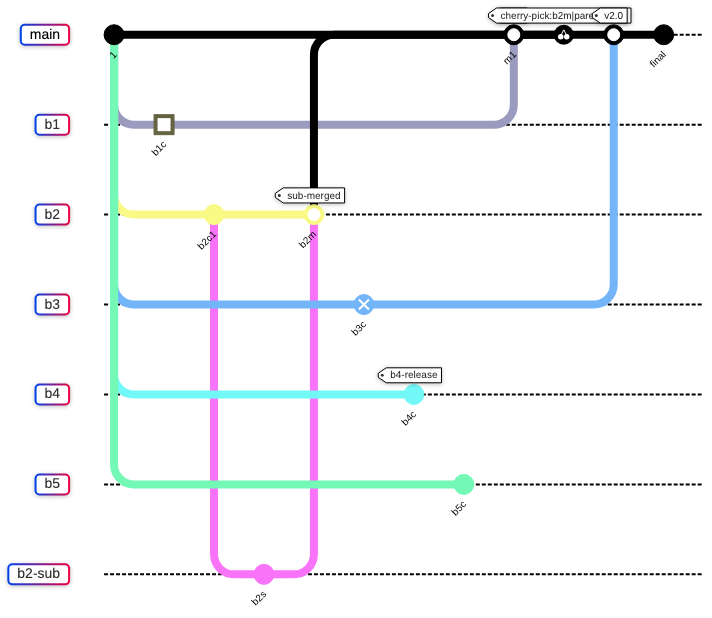 cherry-pick:b2m|pare
v2.0
main
1
m1
final
b1
b1c
sub-merged
b2
b2c1
b2m
b3
b3c
b4-release
b4
b4c
b5
b5c
b2-sub
b2s